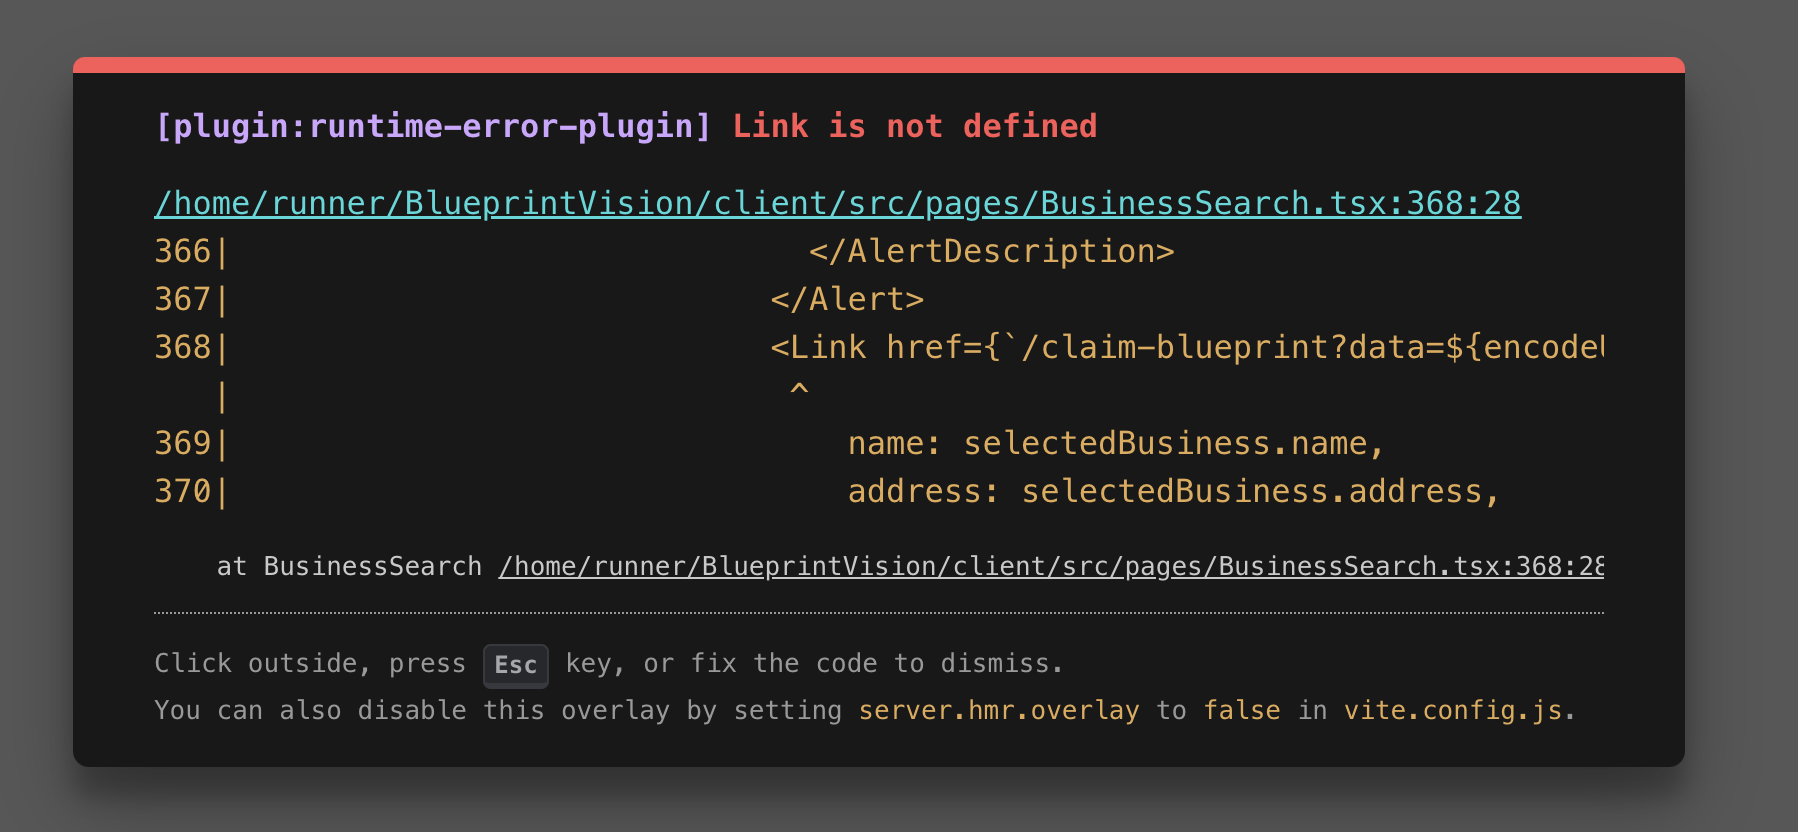 [plugin:runtime-error-plugin] Link is not defined
/home/runner/BlueprintVision/client/src/pages/BusinessSearch.tsx:368:28
366|                              </AlertDescription>
367|                            </Alert>
368|                            <Link href={`/claim-blueprint?data=${encode
   |                             ^
369|                                name: selectedBusiness.name,
370|                                address: selectedBusiness.address,
at BusinessSearch /home/runner/BlueprintVision/client/src/pages/BusinessSearch.tsx:368:28
Click outside, press Esc key, or fix the code to dismiss.
You can also disable this overlay by setting server.hmr.overlay to false in vite.config.js.